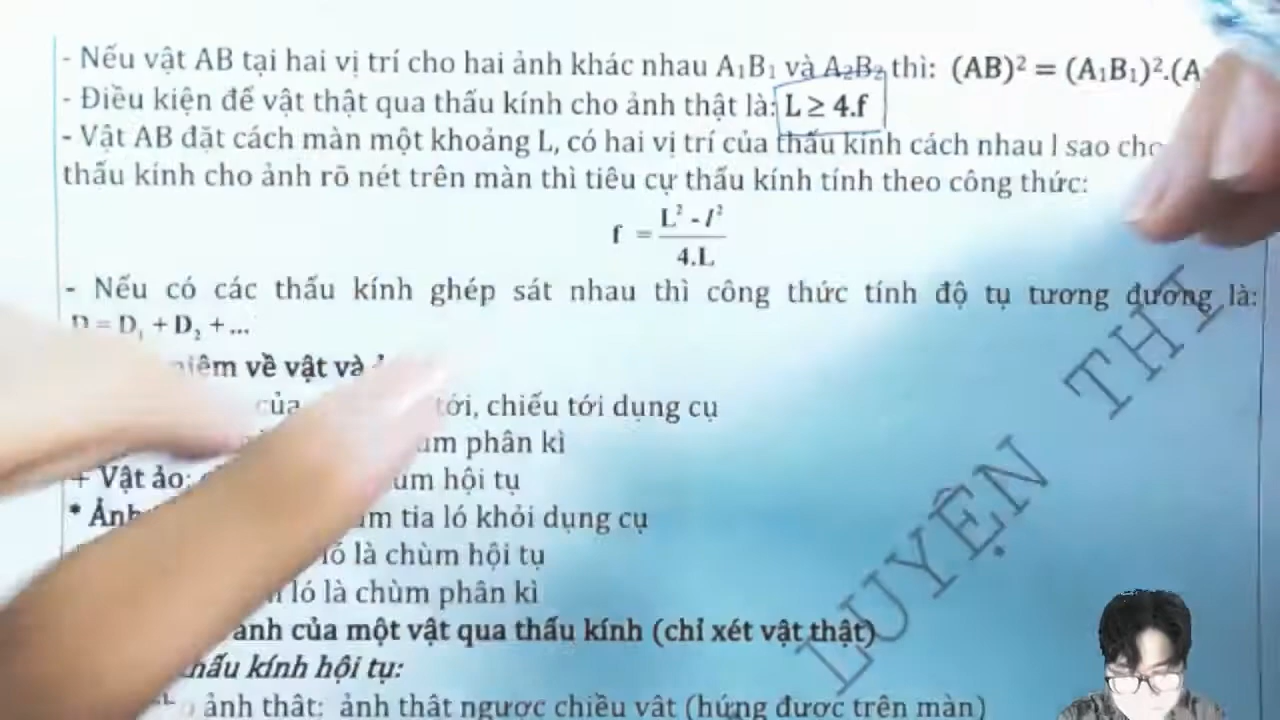 - Nếu vật AB tại hai vị trí cho hai ảnh khác nhau A₁B₁ và A₂B₂ thì: (AB)² = (A₁B₁)².(A
- Điều kiện để vật thật qua thấu kính cho ảnh thật là: L ≥ 4.f
- Vật AB đặt cách màn một khoảng L, có hai vị trí của thấu kính cách nhau l sao cho
thấu kính cho ảnh rõ nét trên màn thì tiêu cự thấu kính tính theo công thức:
f = (L² - l²) / 4.L
- Nếu có các thấu kính ghép sát nhau thì công thức tính độ tụ tương đương là:
D = D₁ + D₂ + ...
về vật và
của tới, chiếu tới dụng cụ
phân kì
+ Vật ảo: hội tụ
* Ảnh tia ló khỏi dụng cụ
ló là chùm hội tụ
ló là chùm phân kì
ảnh của một vật qua thấu kính (chỉ xét vật thật)
thấu kính hội tụ:
ảnh thật: ảnh thật ngược chiều vật (hứng được trên màn)
LUYỆN THI